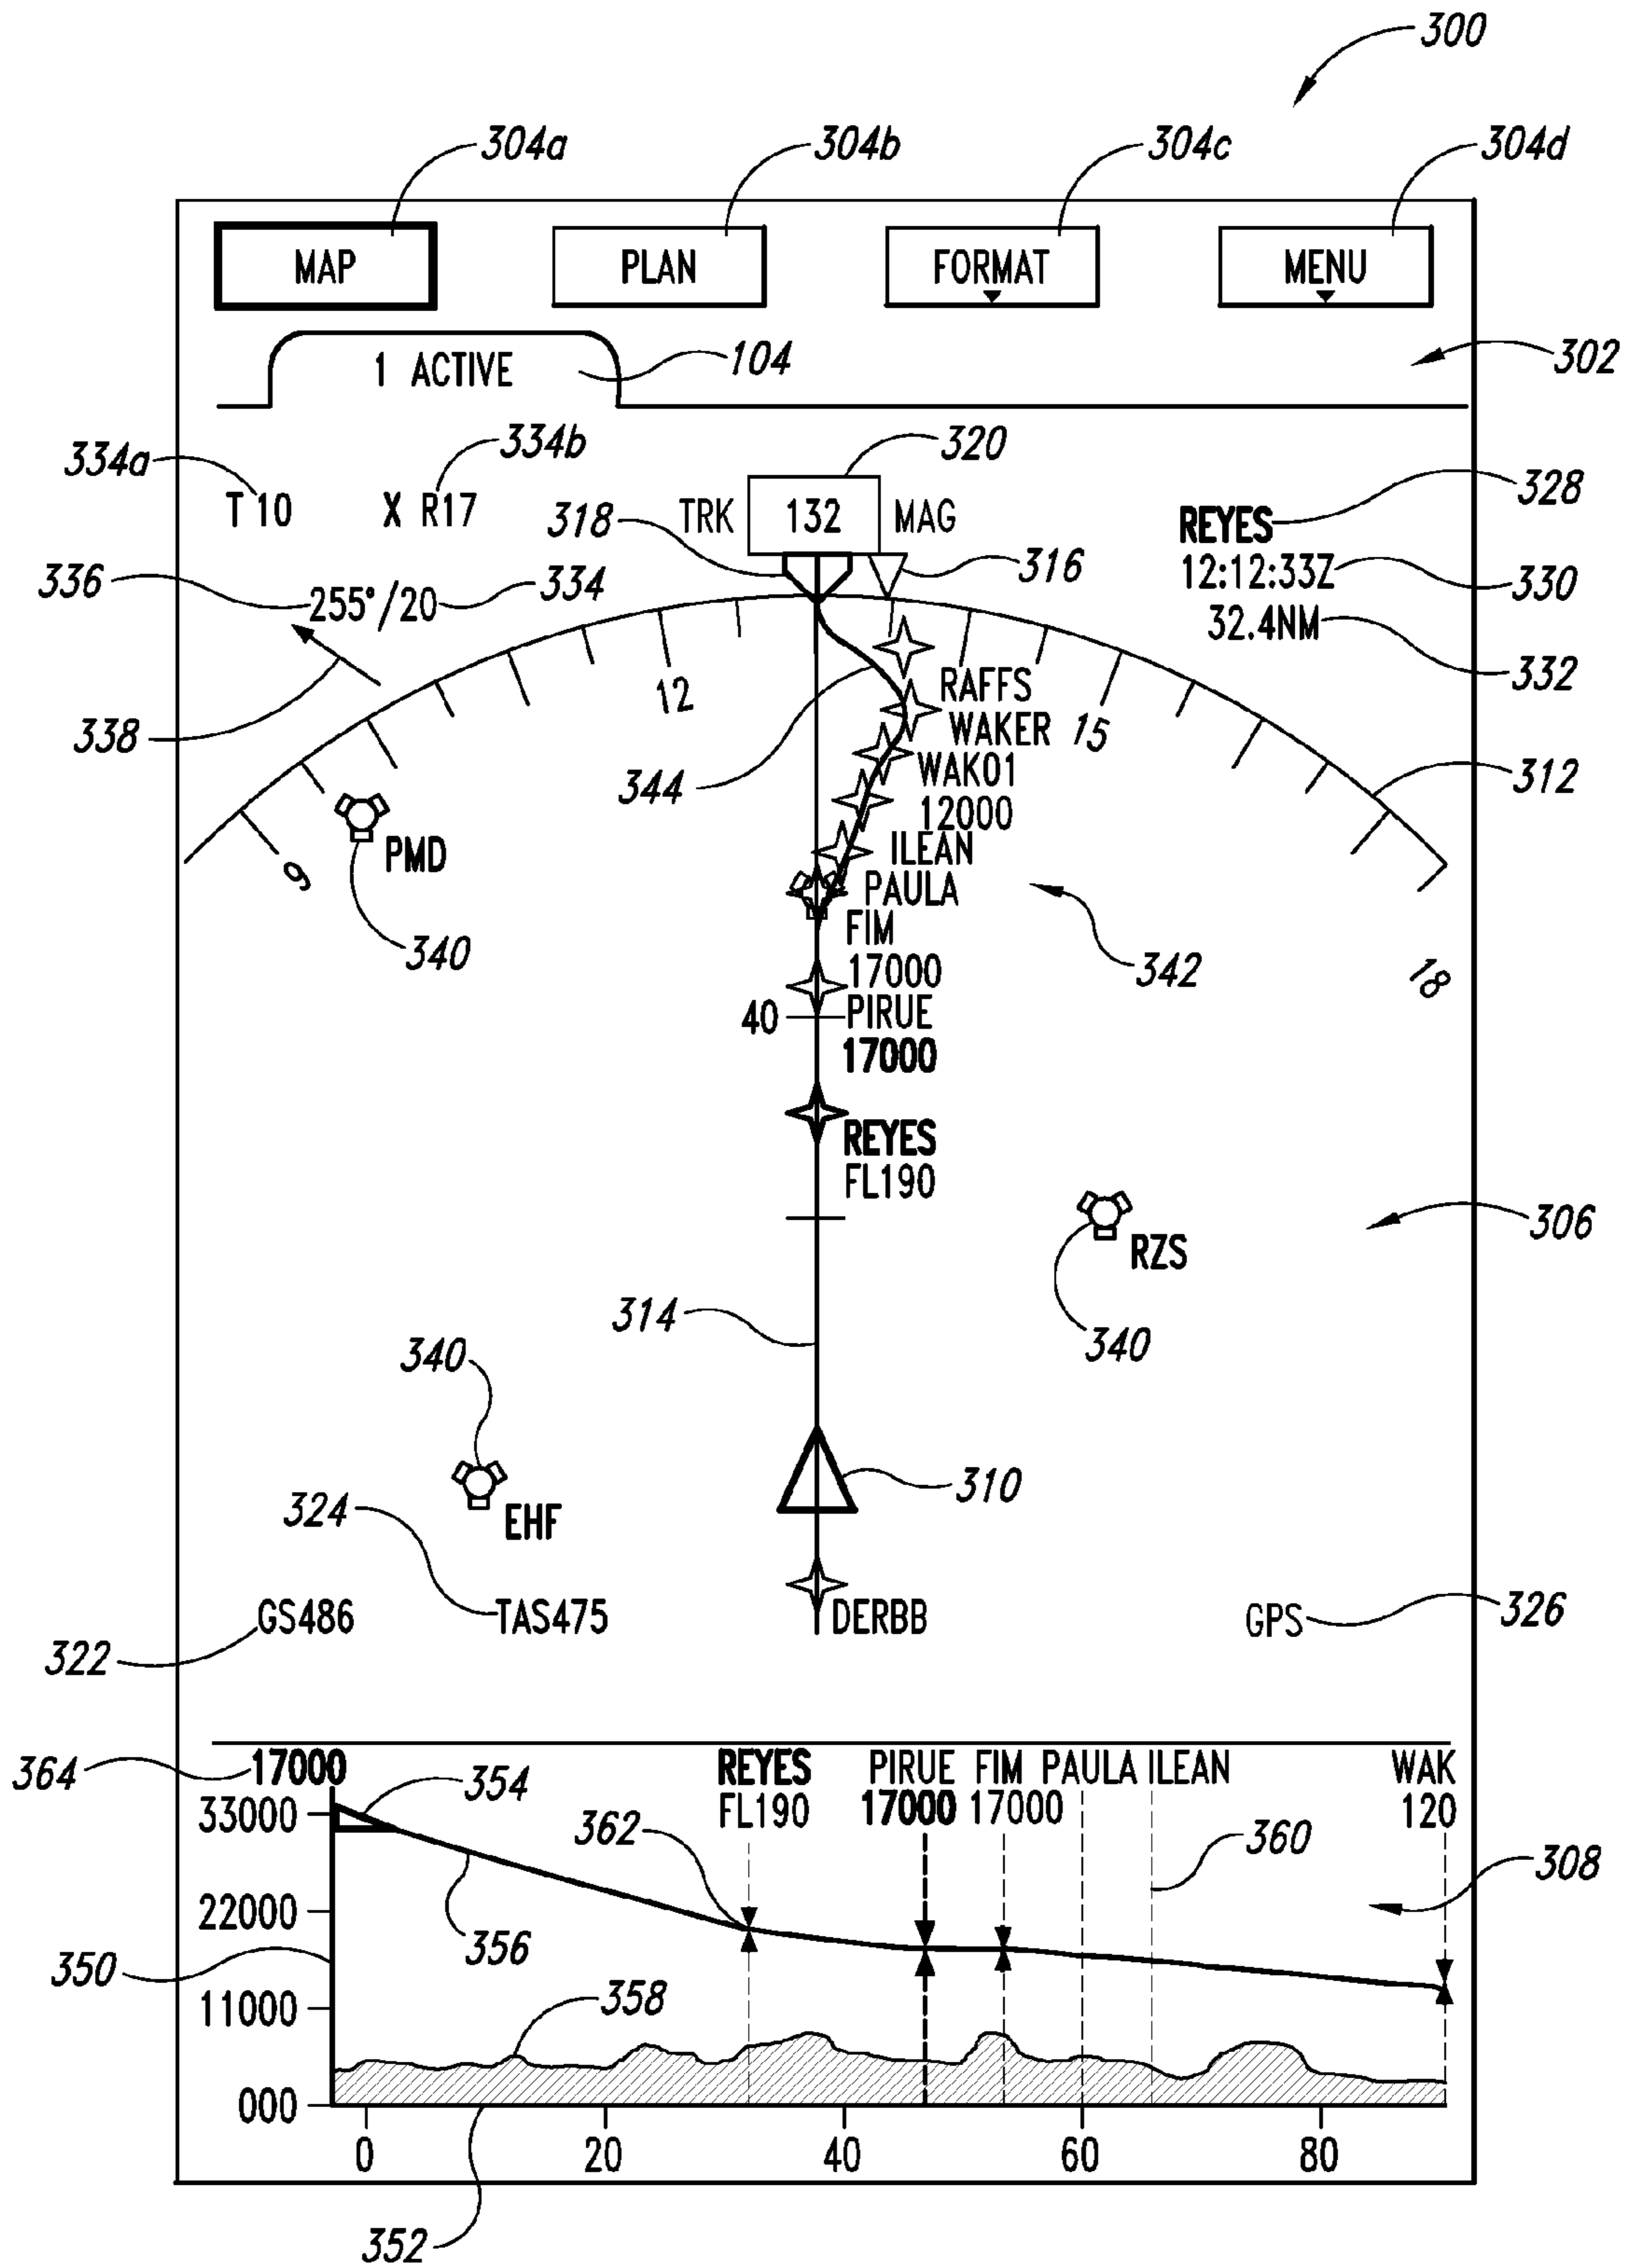 300
304a 304b 304c 304d
MAP PLAN FORMAT MENU
1 ACTIVE 104 302
334a 334b 320 328
T10 X R17 318 TRK 132 MAG REYES
336 255°/20 334 316 12:12:33Z 330
32.4NM 332
338 12 RAFFS
344 WAKER 15
WAK01 312
12000
9 PMD ILEAN
PAULA
340 FIM
17000 342 18
40 PIRUE
17000
REYES
FL190
RZS 306
314
340 340
310
324 EHF
GS486 TAS475 DERBB GPS 326
322
364 17000 354 REYES PIRUE FIM PAULA ILEAN WAK
33000 362 FL190 17000 17000 120
360 308
22000
350 356
11000 358
000
0 20 40 60 80
352